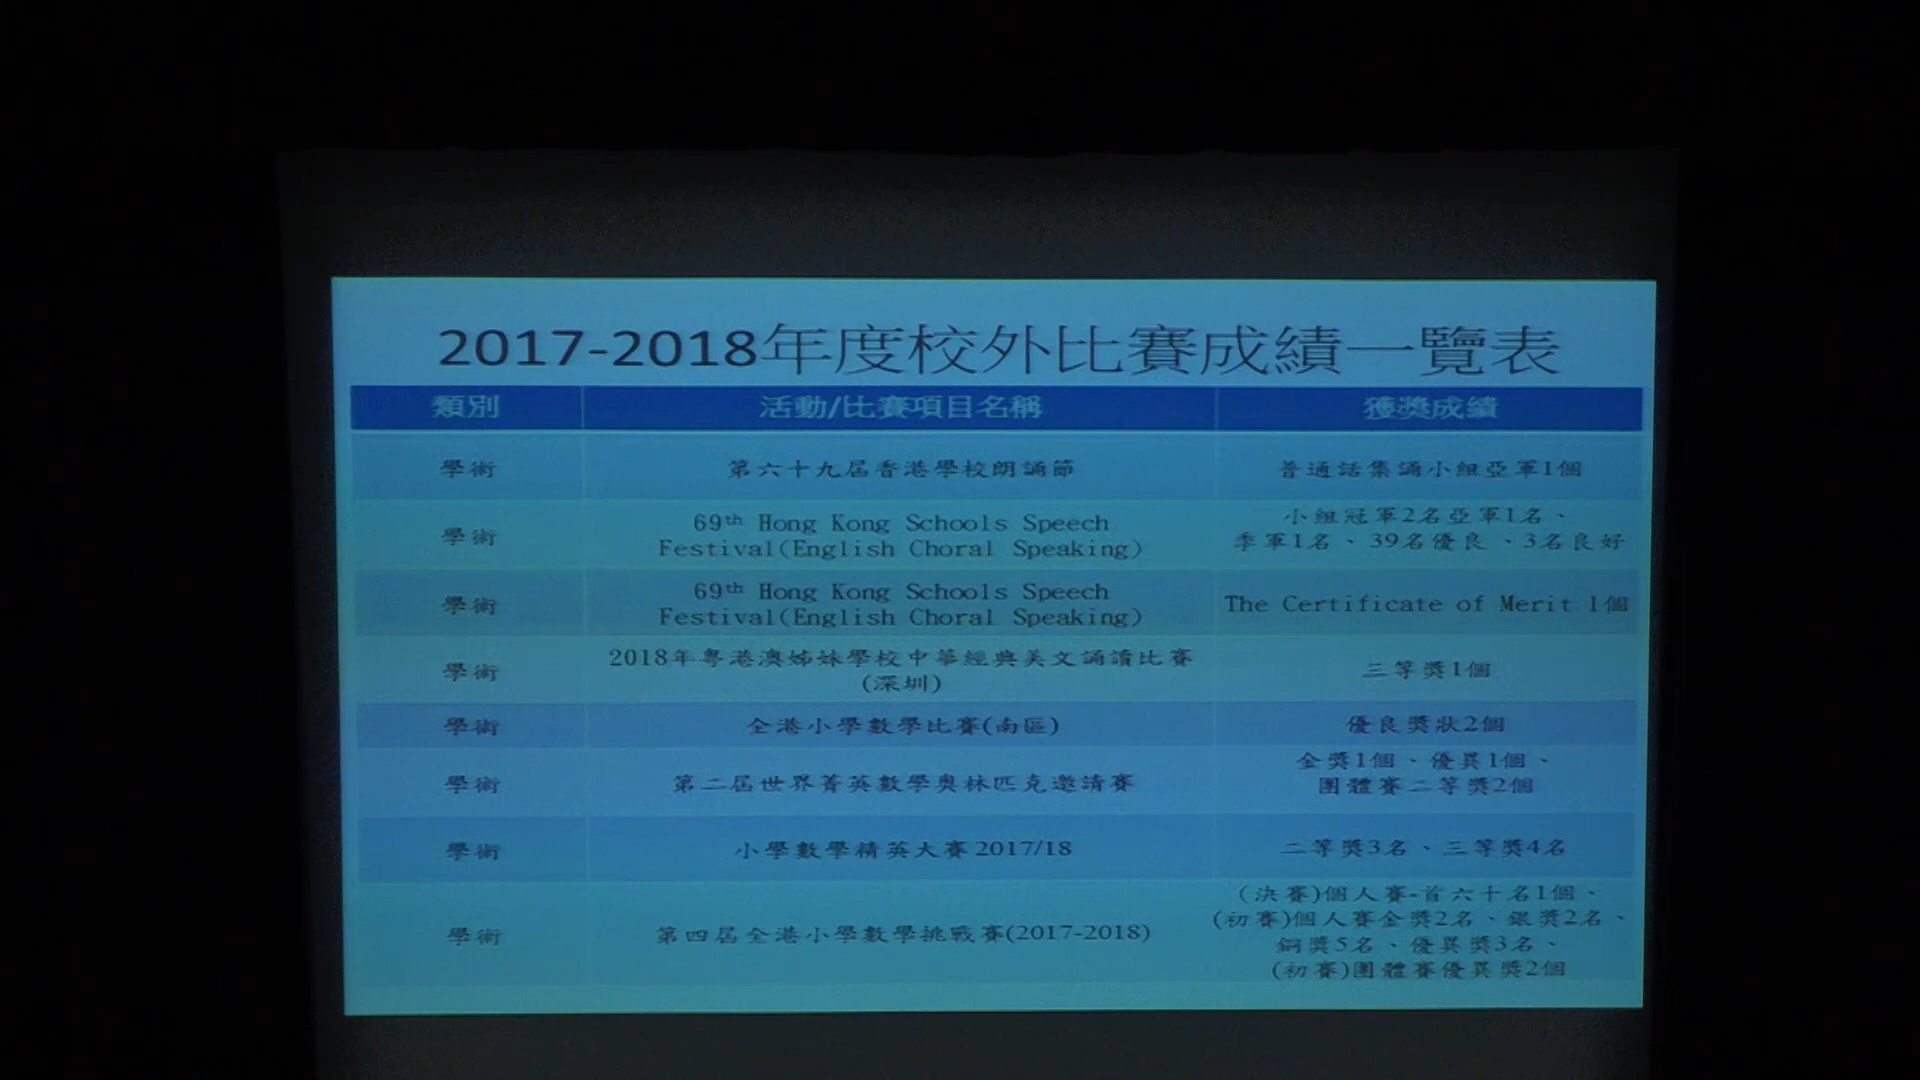 2017-2018年度校外比賽成績一覽表
類別 活動/比賽項目名稱 獲獎成績
學術 第六十九屆香港學校朗誦節 普通話集誦小組亞軍1個
學術 69th Hong Kong Schools Speech
Festival(English Choral Speaking) 小組冠軍2名亞軍1名、
季軍1名、39名優良、3名良好
學術 69th Hong Kong Schools Speech
Festival(English Choral Speaking) The Certificate of Merit 1個
學術 2018年粵港澳姊妹學校中華經典美文誦讀比賽
(深圳) 三等獎1個
學術 全港小學數學比賽(南區) 優良獎狀2個
學術 第二屆世界菁英數學奧林匹克邀請賽 金獎1個、優異1個、
團體賽二等獎2個
學術 小學數學精英大賽2017/18 二等獎3名、三等獎4名
學術 第四屆全港小學數學挑戰賽(2017-2018) (決賽)個人賽-首六十名1個、
(初賽)個人賽金獎2名、銀獎2名、
銅獎5名、優異獎3名、
(初賽)團體賽優異獎2個